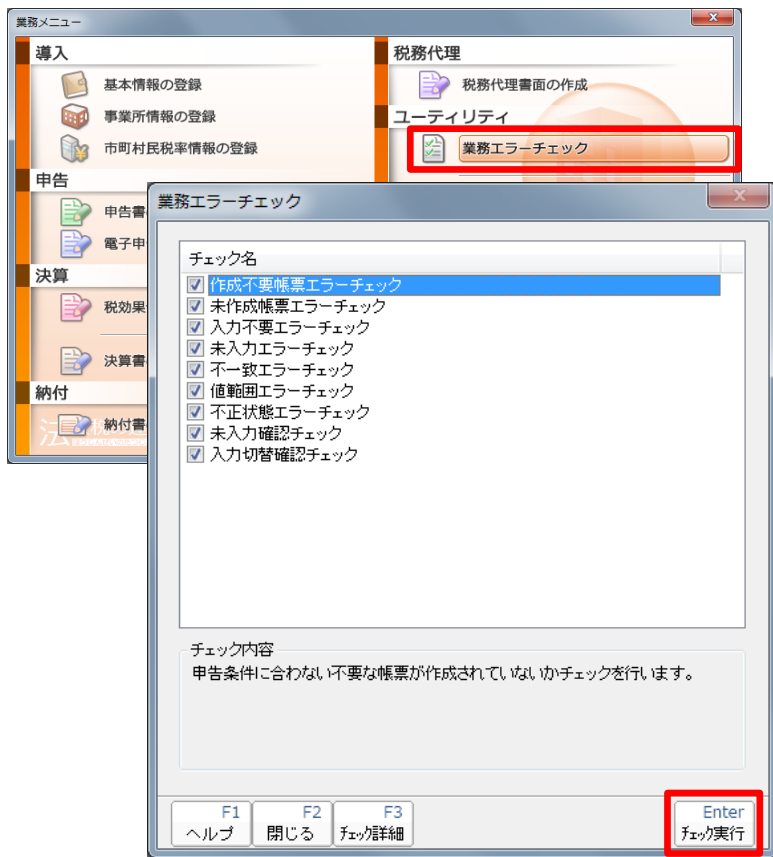 業務メニュー
x
導入
基本情報の登録
事業所情報の登録
市町村民税率情報の登録
申告
申告書
電子申
決算
税効果
決算書
納付
納付書
法
税務代理
税務代理書面の作成
ユーティリティ
業務エラーチェック
業務エラーチェック
x
チェック名
作成不要帳票エラーチェック
未作成帳票エラーチェック
入力不要エラーチェック
未入力エラーチェック
不一致エラーチェック
値範囲エラーチェック
不正状態エラーチェック
未入力確認チェック
入力切替確認チェック
チェック内容
申告条件に合わない不要な帳票が作成されていないかチェックを行います。
F1
ヘルプ
F2
閉じる
F3
チェック詳細
Enter
チェック実行